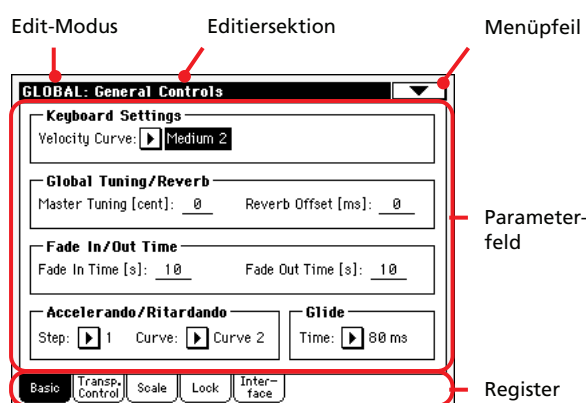 Edit-Modus Editiersektion Menüpfeil
GLOBAL: General Controls
Keyboard Settings
Velocity Curve: Medium 2
Global Tuning/Reverb
Master Tuning [cent]: 0 Reverb Offset [ms]: 0
Parameter-
feld
Fade In/Out Time
Fade In Time [s]: 10 Fade Out Time [s]: 10
Accelerando/Ritardando Glide
Step: 1 Curve: Curve 2 Time: 80 ms
Basic Transp. Control Scale Lock Inter- face
Register